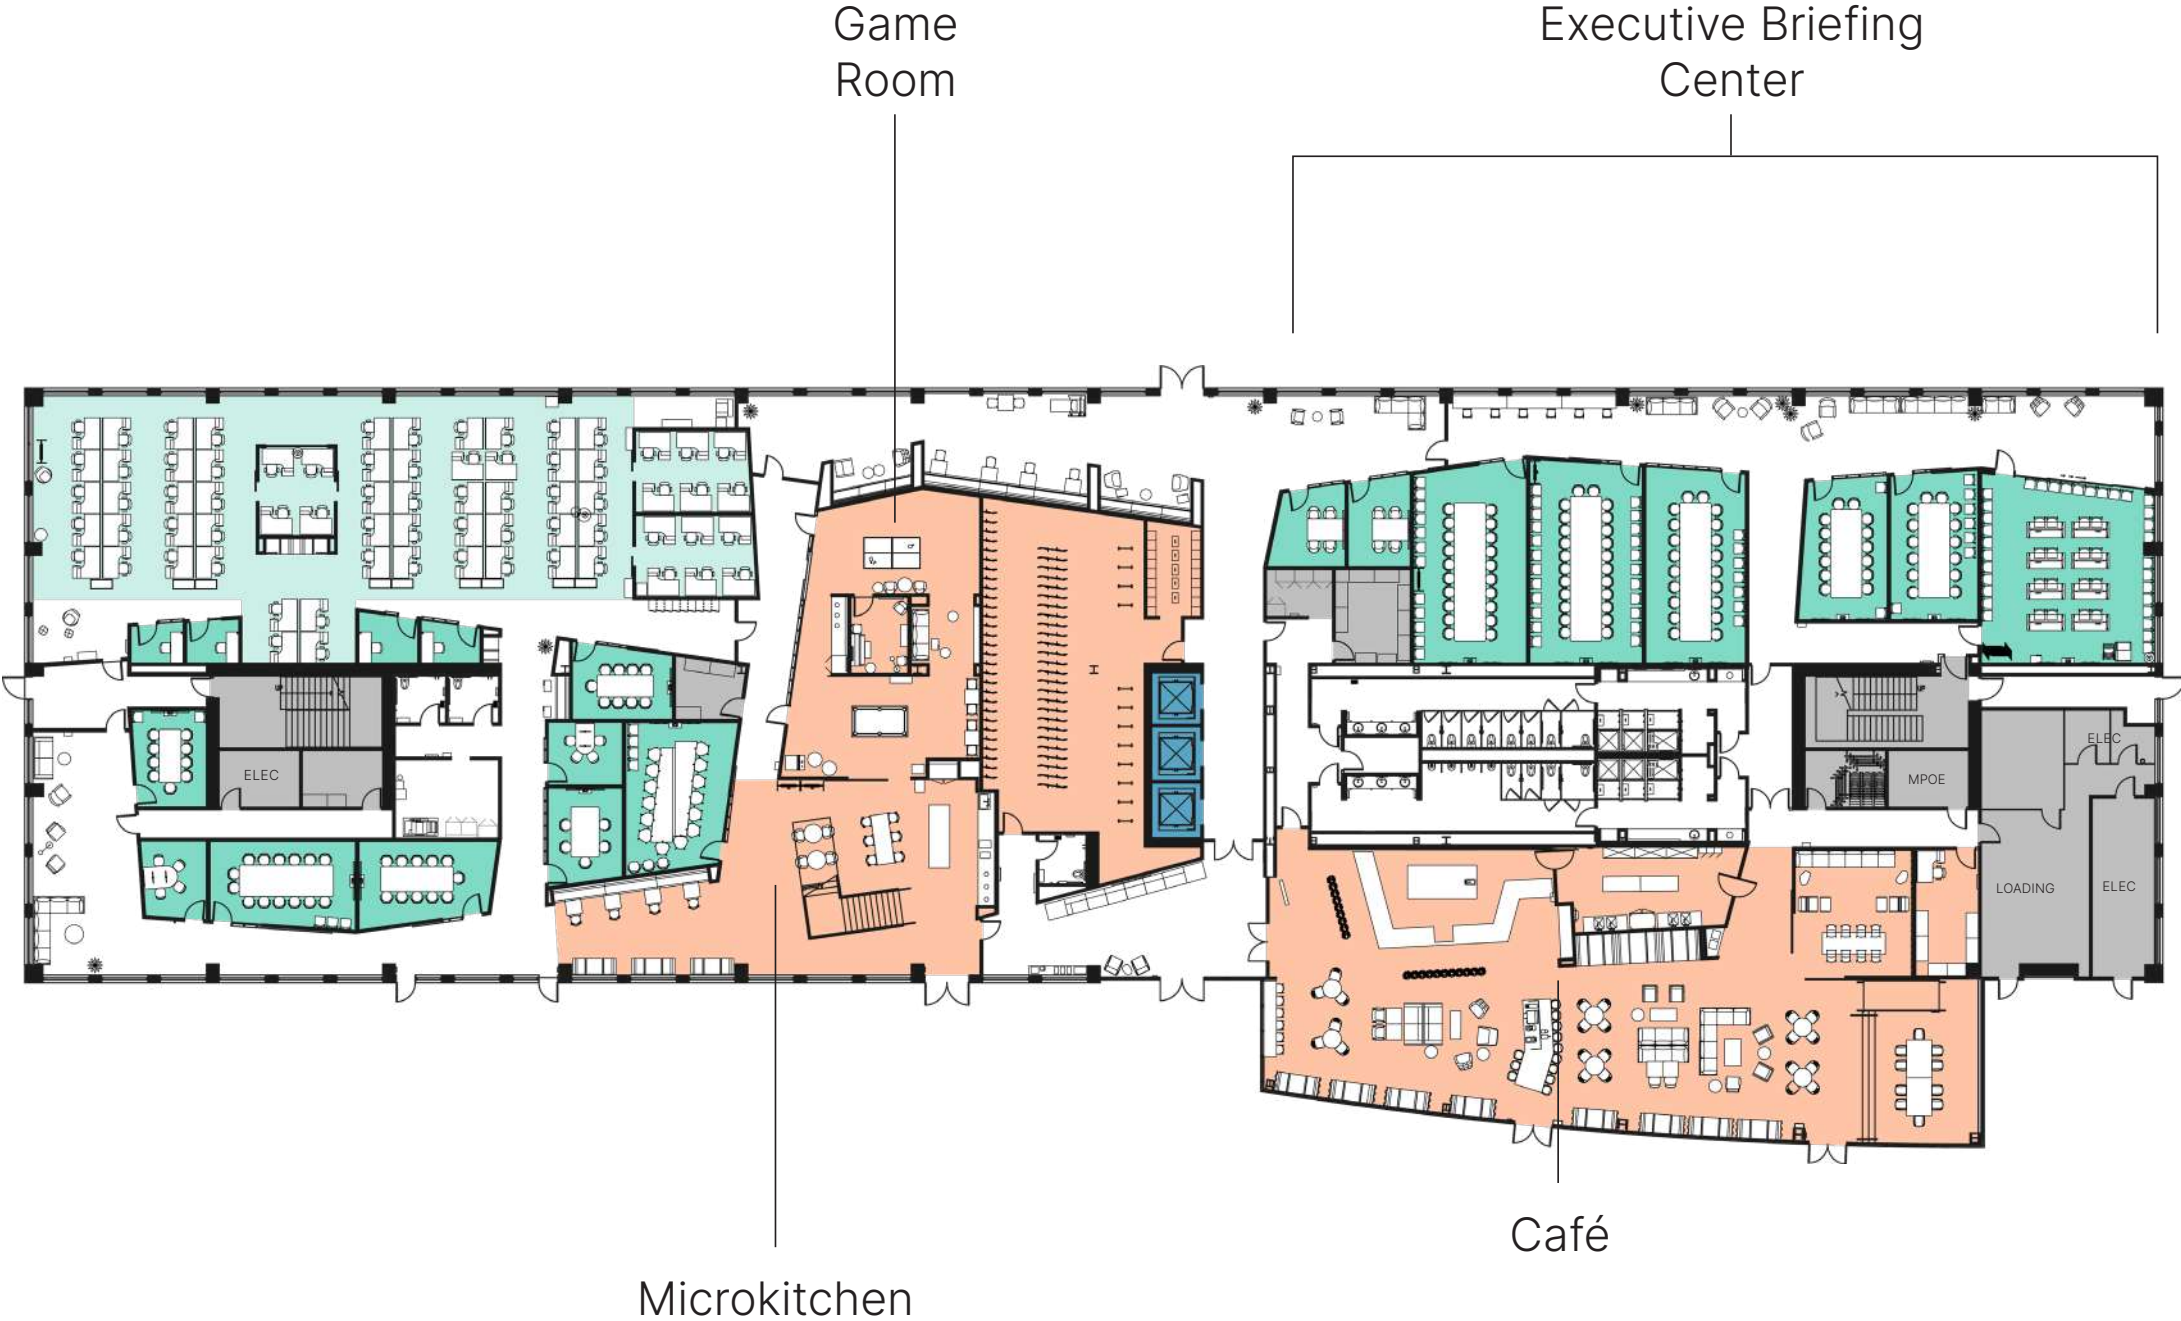 Game
Room
Executive Briefing
Center
ELEC
ELEC
MPOE
LOADING
ELEC
Café
Microkitchen